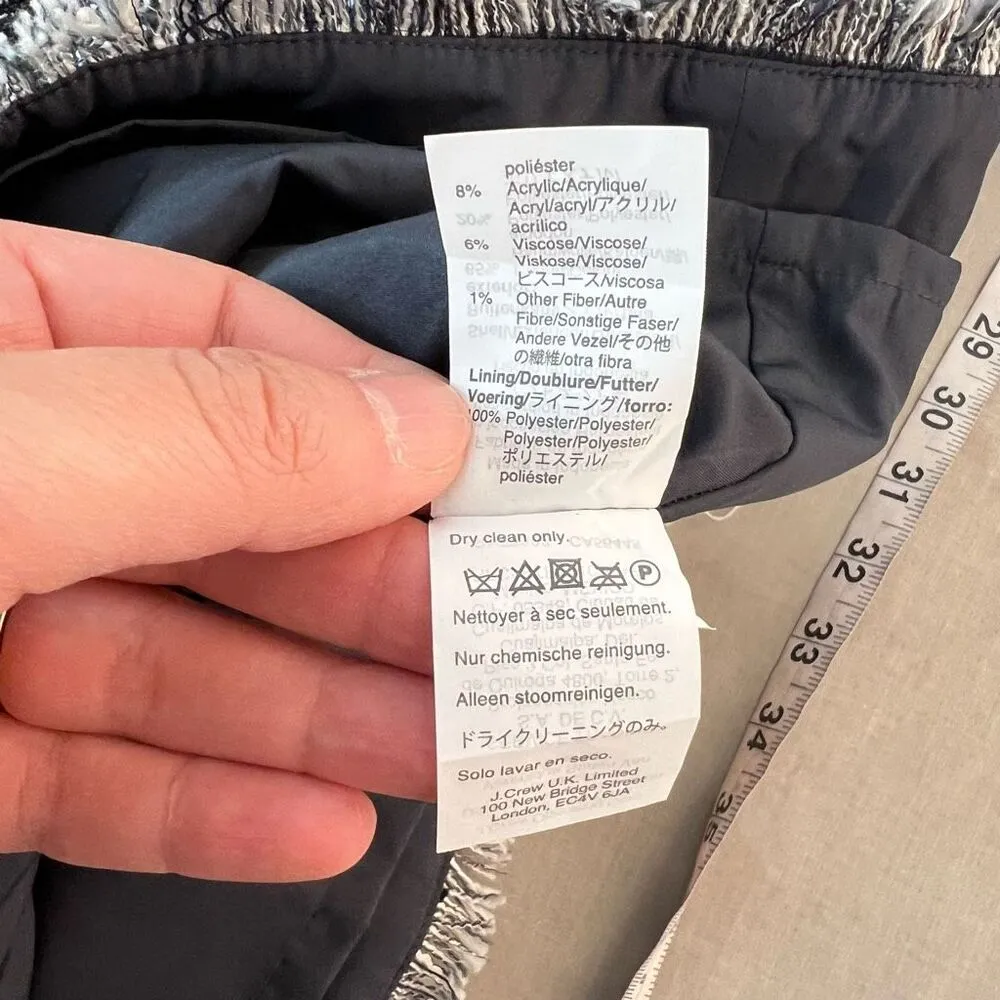 poliéster
8% Acrylic/Acrylique/
Acryl/acryl/アクリル/
acrilico
6% Viscose/Viscose/
Viskose/Viscose/
ビスコース/viscosa
1% Other Fiber/Autre
Fibre/Sonstige Faser/
Andere Vezel/その他
の繊維/otra fibra
Lining/Doublure/Futter/
Voering/ライニング/forro:
100% Polyester/Polyester/
Polyester/Polyester/
ポリエステル/
poliéster
Dry clean only.
P
Nettoyer à sec seulement.
Nur chemische reinigung.
Alleen stoomreinigen.
ドライクリーニングのみ。
Solo lavar en seco.
J.Crew U.K. Limited
100 New Bridge Street
London, EC4V 6JA
29
30
31
32
33
34
35